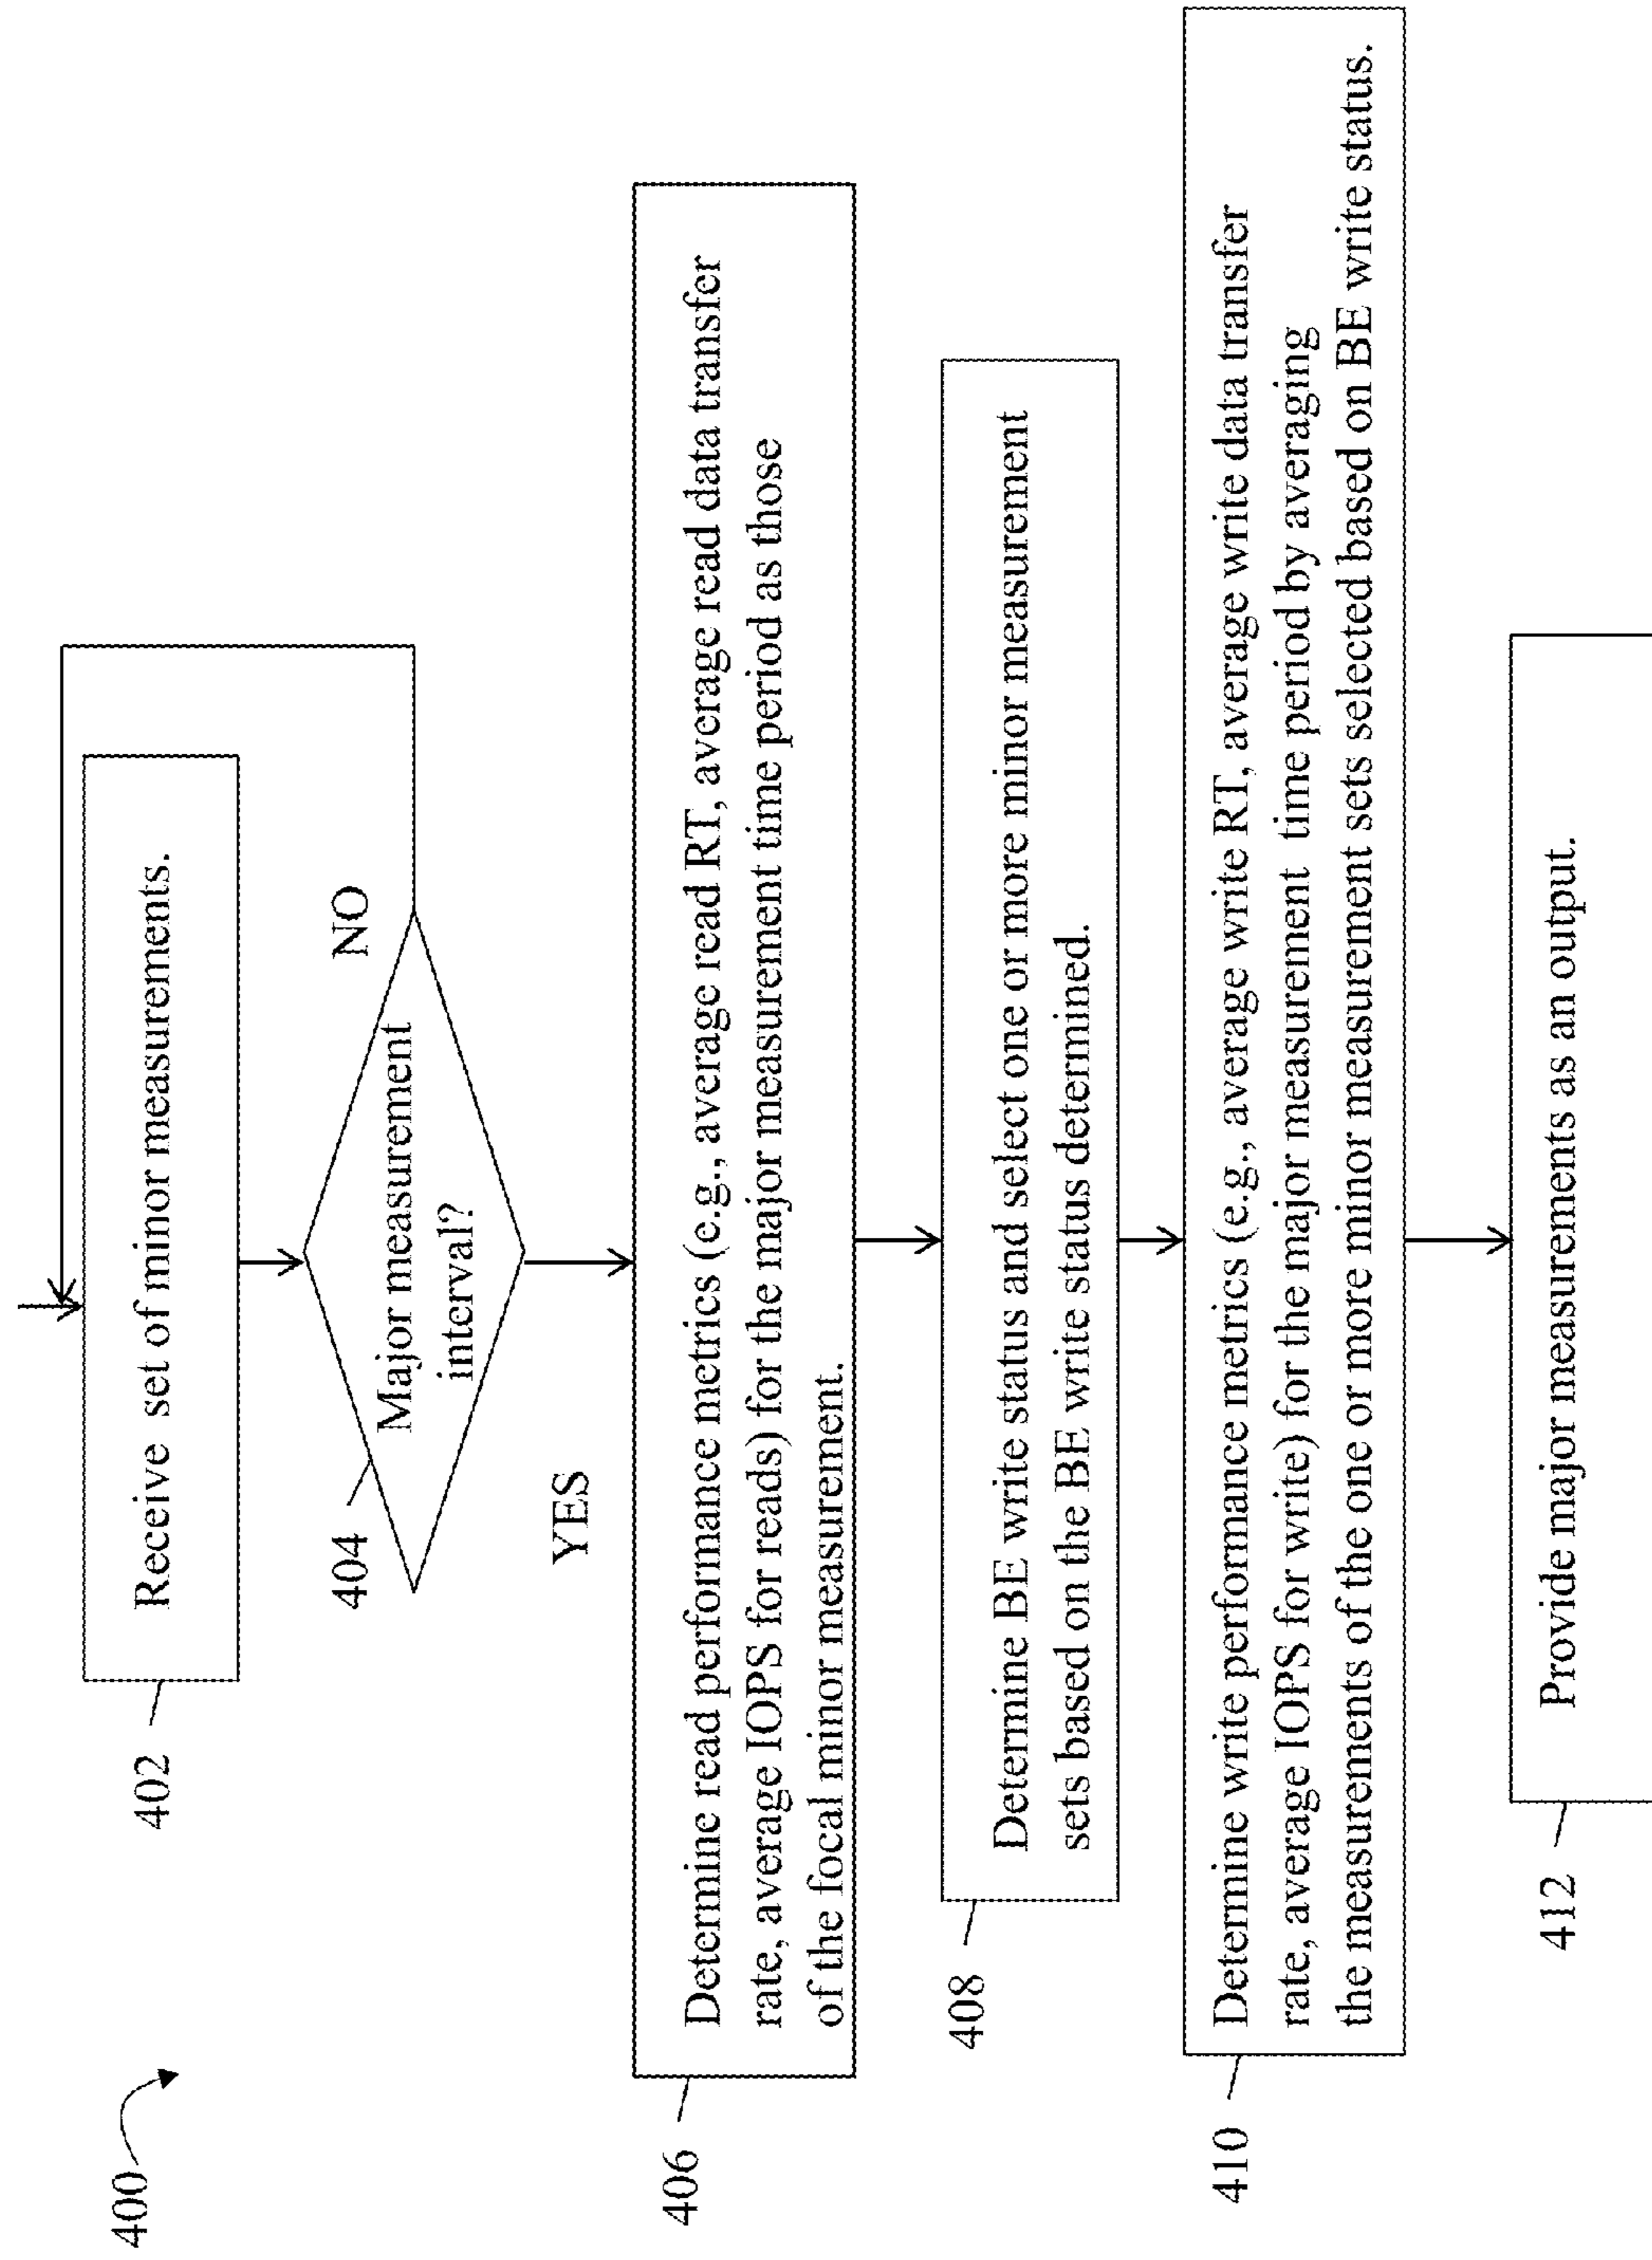 400
Receive set of minor measurements.
402
Major measurement
interval?
404
NO
YES
Determine read performance metrics (e.g., average read RT, average read data transfer
rate, average IOPS for reads) for the major measurement time period as those
of the focal minor measurement.
406
Determine BE write status and select one or more minor measurement
sets based on the BE write status determined.
408
Determine write performance metrics (e.g., average write RT, average write data transfer
rate, average IOPS for write) for the major measurement time period by averaging
the measurements of the one or more minor measurement sets selected based on BE write status.
410
Provide major measurements as an output.
412